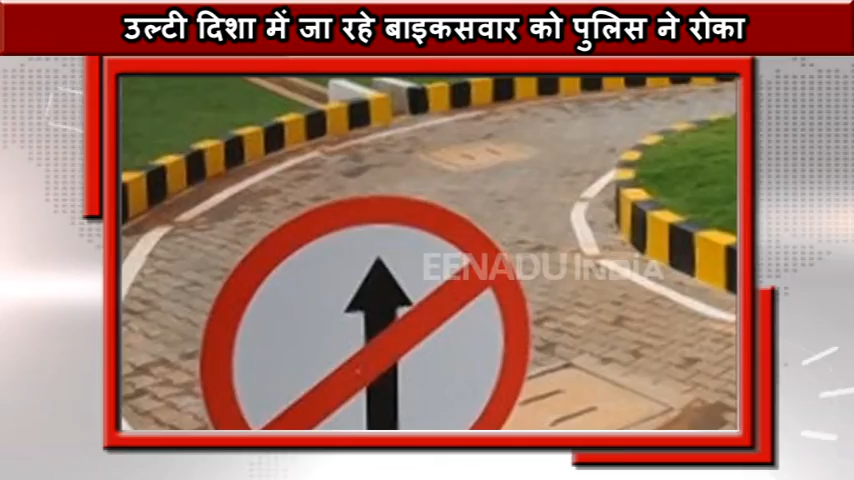 उल्टी दिशा में जा रहे बाइकसवार को पुलिस ने रोका
EENADU INDIA